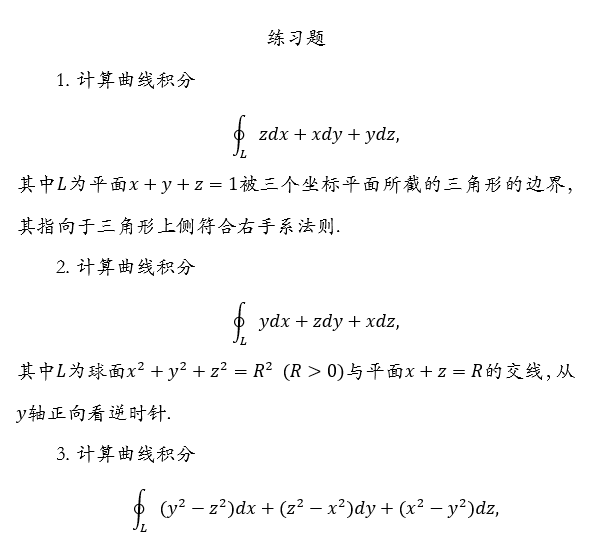 练习题
1. 计算曲线积分
∮_L zdx + xdy + ydz,
其中L为平面x + y + z = 1被三个坐标平面所截的三角形的边界,
其指向于三角形上侧符合右手系法则.
2. 计算曲线积分
∮_L ydx + zdy + xdz,
其中L为球面x² + y² + z² = R² (R > 0)与平面x + z = R的交线,从
y轴正向看逆时针.
3. 计算曲线积分
∮_L (y² − z²)dx + (z² − x²)dy + (x² − y²)dz,